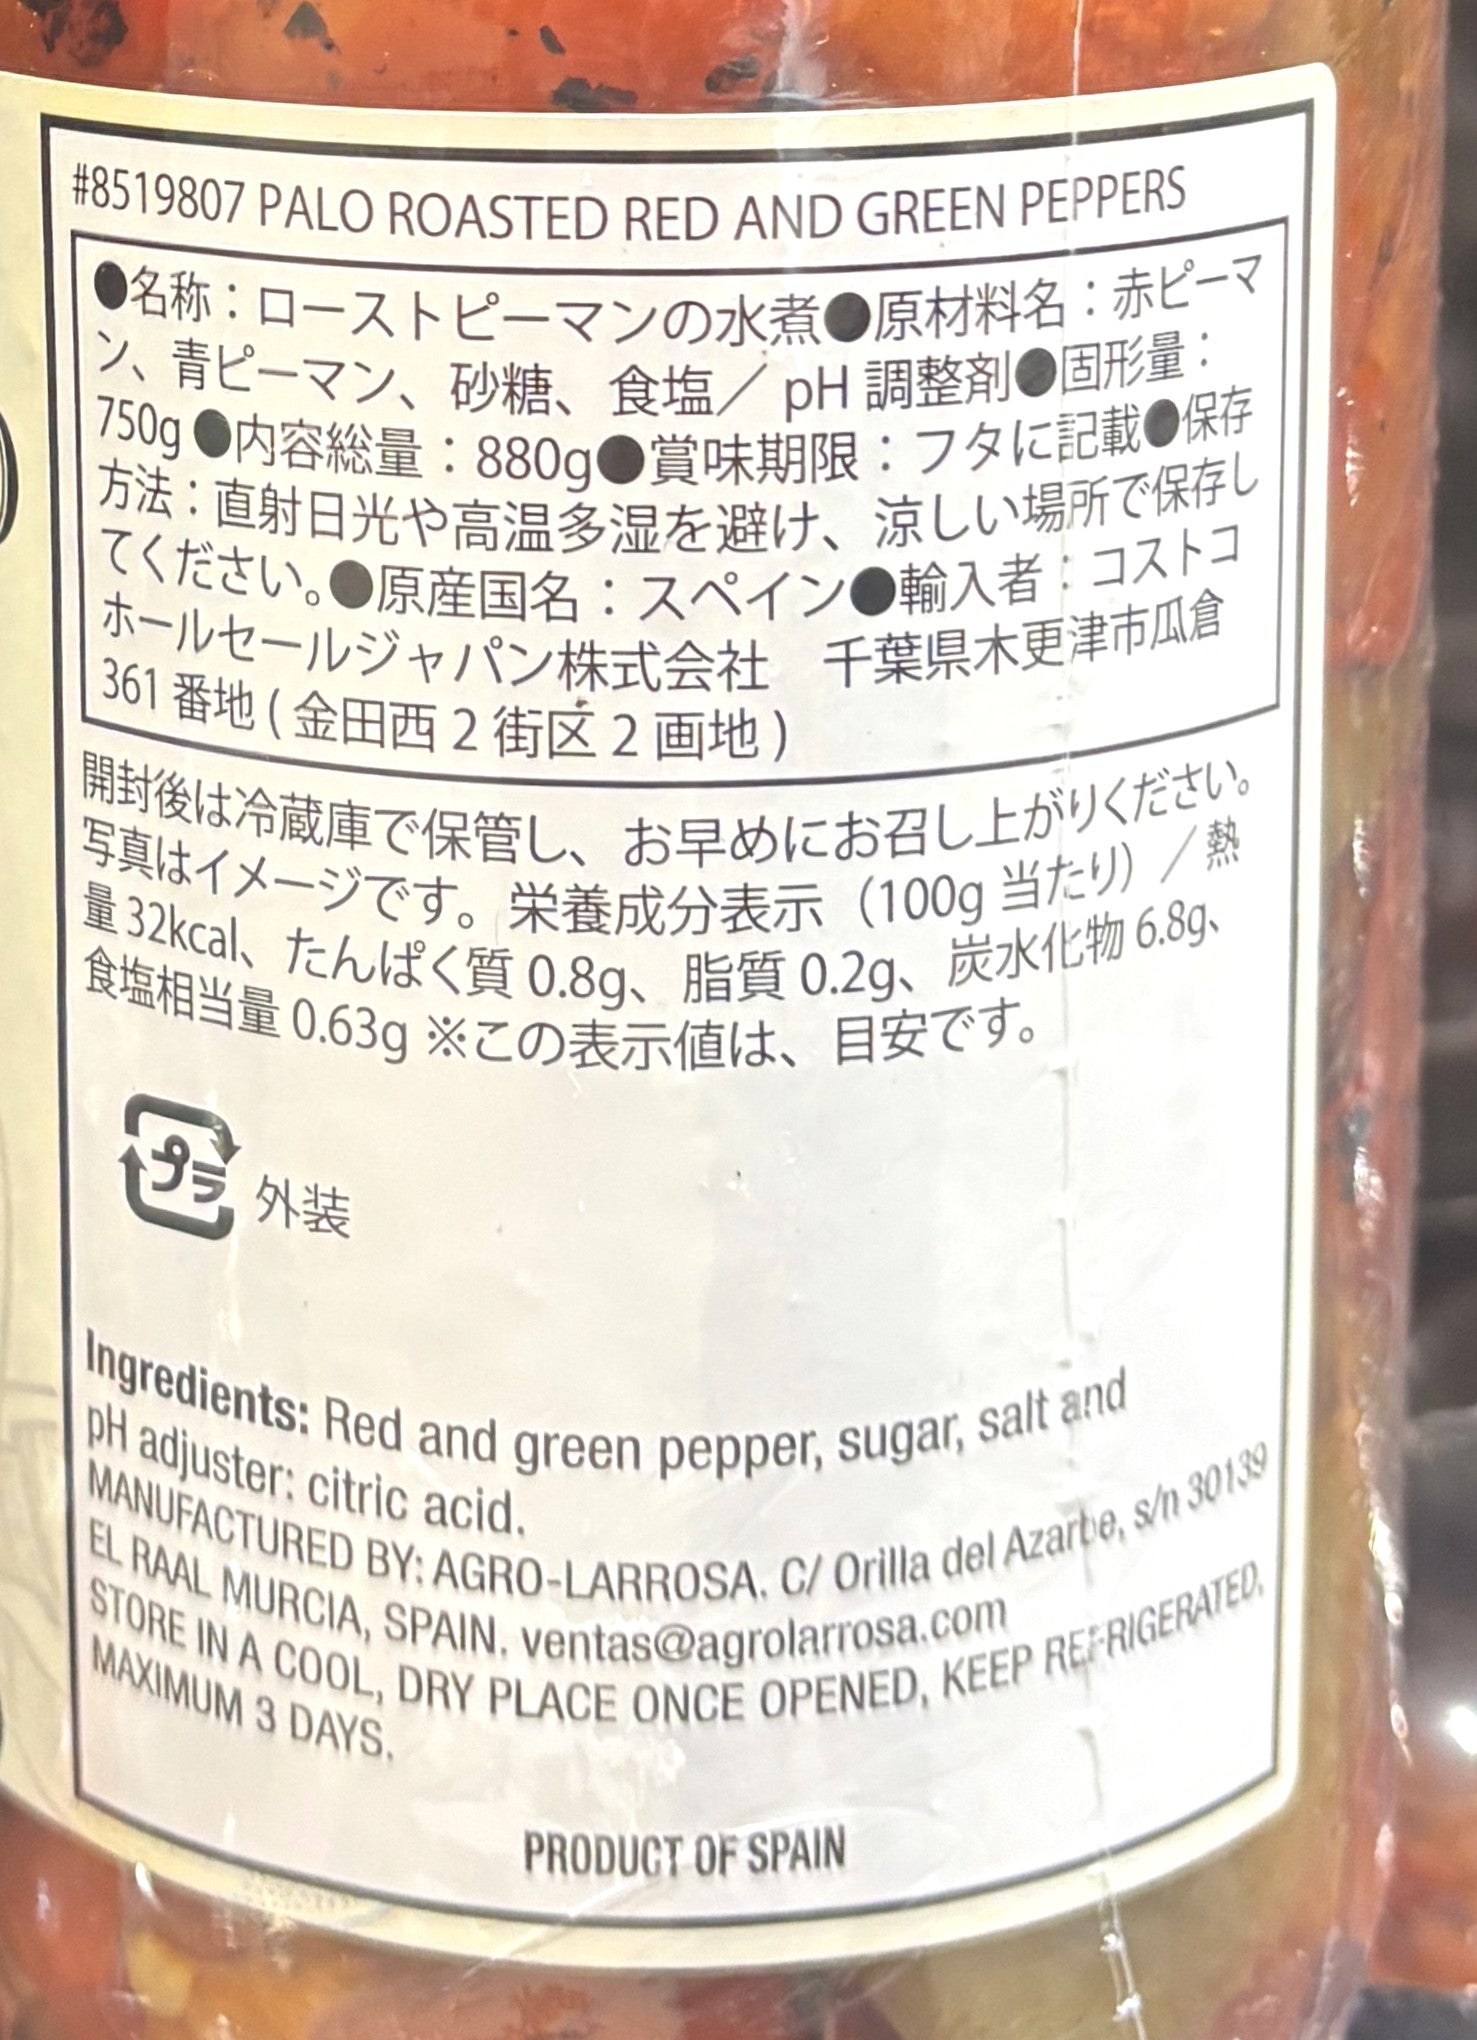 #8519807 PALO ROASTED RED AND GREEN PEPPERS
●名称：ローストピーマンの水煮●原材料名：赤ピーマ
ン、青ピーマン、砂糖、食塩／ pH 調整剤●固形量：
750g ●内容総量：880g●賞味期限：フタに記載●保存
方法：直射日光や高温多湿を避け、涼しい場所で保存し
てください。●原産国名：スペイン●輸入者：コストコ
ホールセールジャパン株式会社　千葉県木更津市瓜倉
361 番地 ( 金田西 2 街区 2 画地 )
開封後は冷蔵庫で保管し、お早めにお召し上がりください。
写真はイメージです。栄養成分表示（100g 当たり）／熱
量 32kcal、たんぱく質 0.8g、脂質 0.2g、炭水化物 6.8g、
食塩相当量 0.63g ※この表示値は、目安です。
プラ 外装
Ingredients: Red and green pepper, sugar, salt and
pH adjuster: citric acid.
MANUFACTURED BY: AGRO-LARROSA. C/ Orilla del Azarbe, s/n 30139
EL RAAL MURCIA, SPAIN. ventas@agrolarrosa.com
STORE IN A COOL, DRY PLACE ONCE OPENED, KEEP REFRIGERATED,
MAXIMUM 3 DAYS.
PRODUCT OF SPAIN